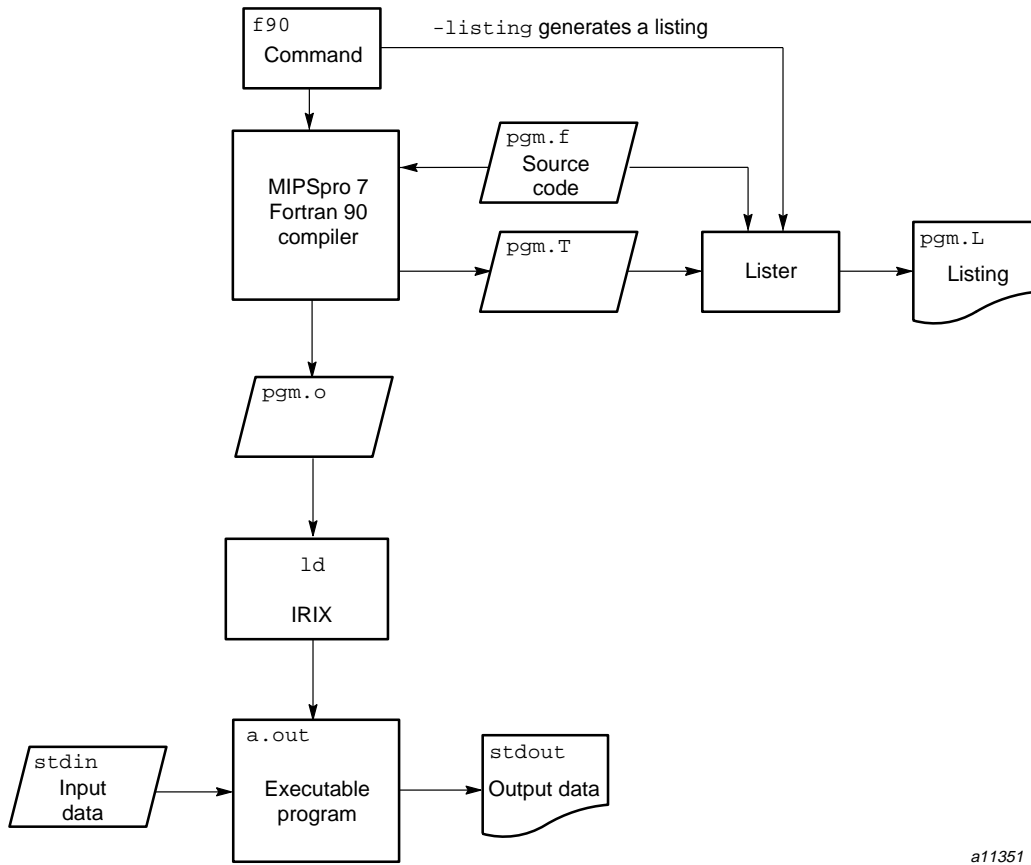 f90
Command
-listing generates a listing
pgm.f
Source
code
MIPSpro 7
Fortran 90
compiler
pgm.T
Lister
pgm.L
Listing
pgm.o
ld
IRIX
a.out
Executable
program
stdin
Input
data
stdout
Output data
a11351